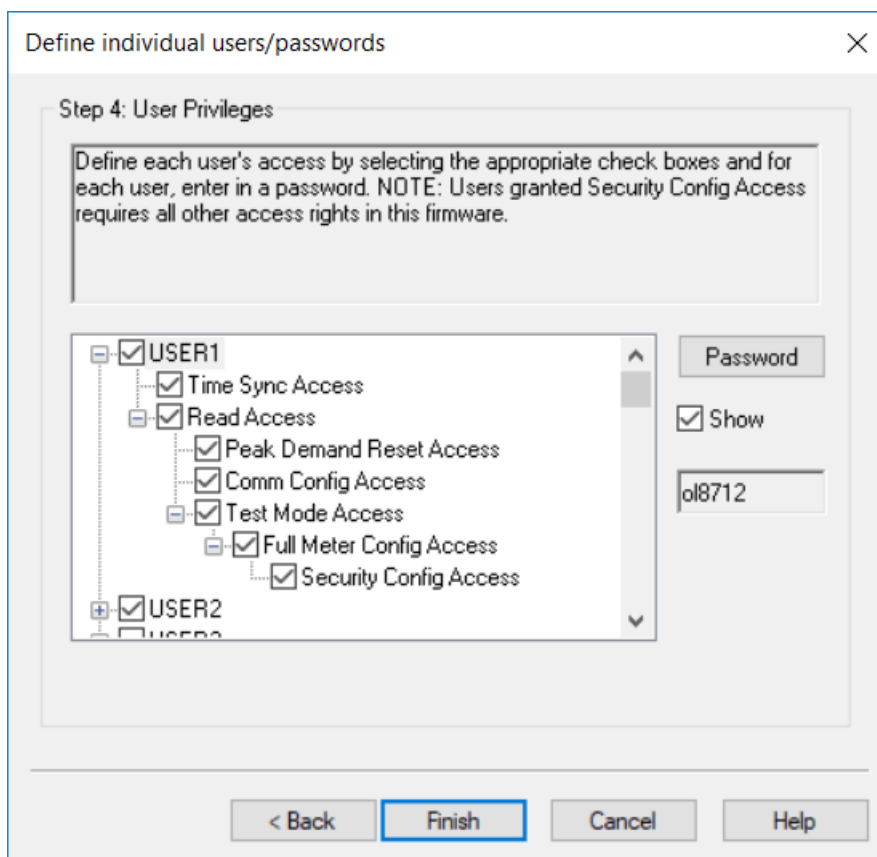 Define individual users/passwords
Step 4: User Privileges
Define each user's access by selecting the appropriate check boxes and for
each user, enter in a password. NOTE: Users granted Security Config Access
requires all other access rights in this firmware.
USER1
Time Sync Access
Read Access
Peak Demand Reset Access
Comm Config Access
Test Mode Access
Full Meter Config Access
Security Config Access
USER2
Password
Show
ol8712
< Back
Finish
Cancel
Help